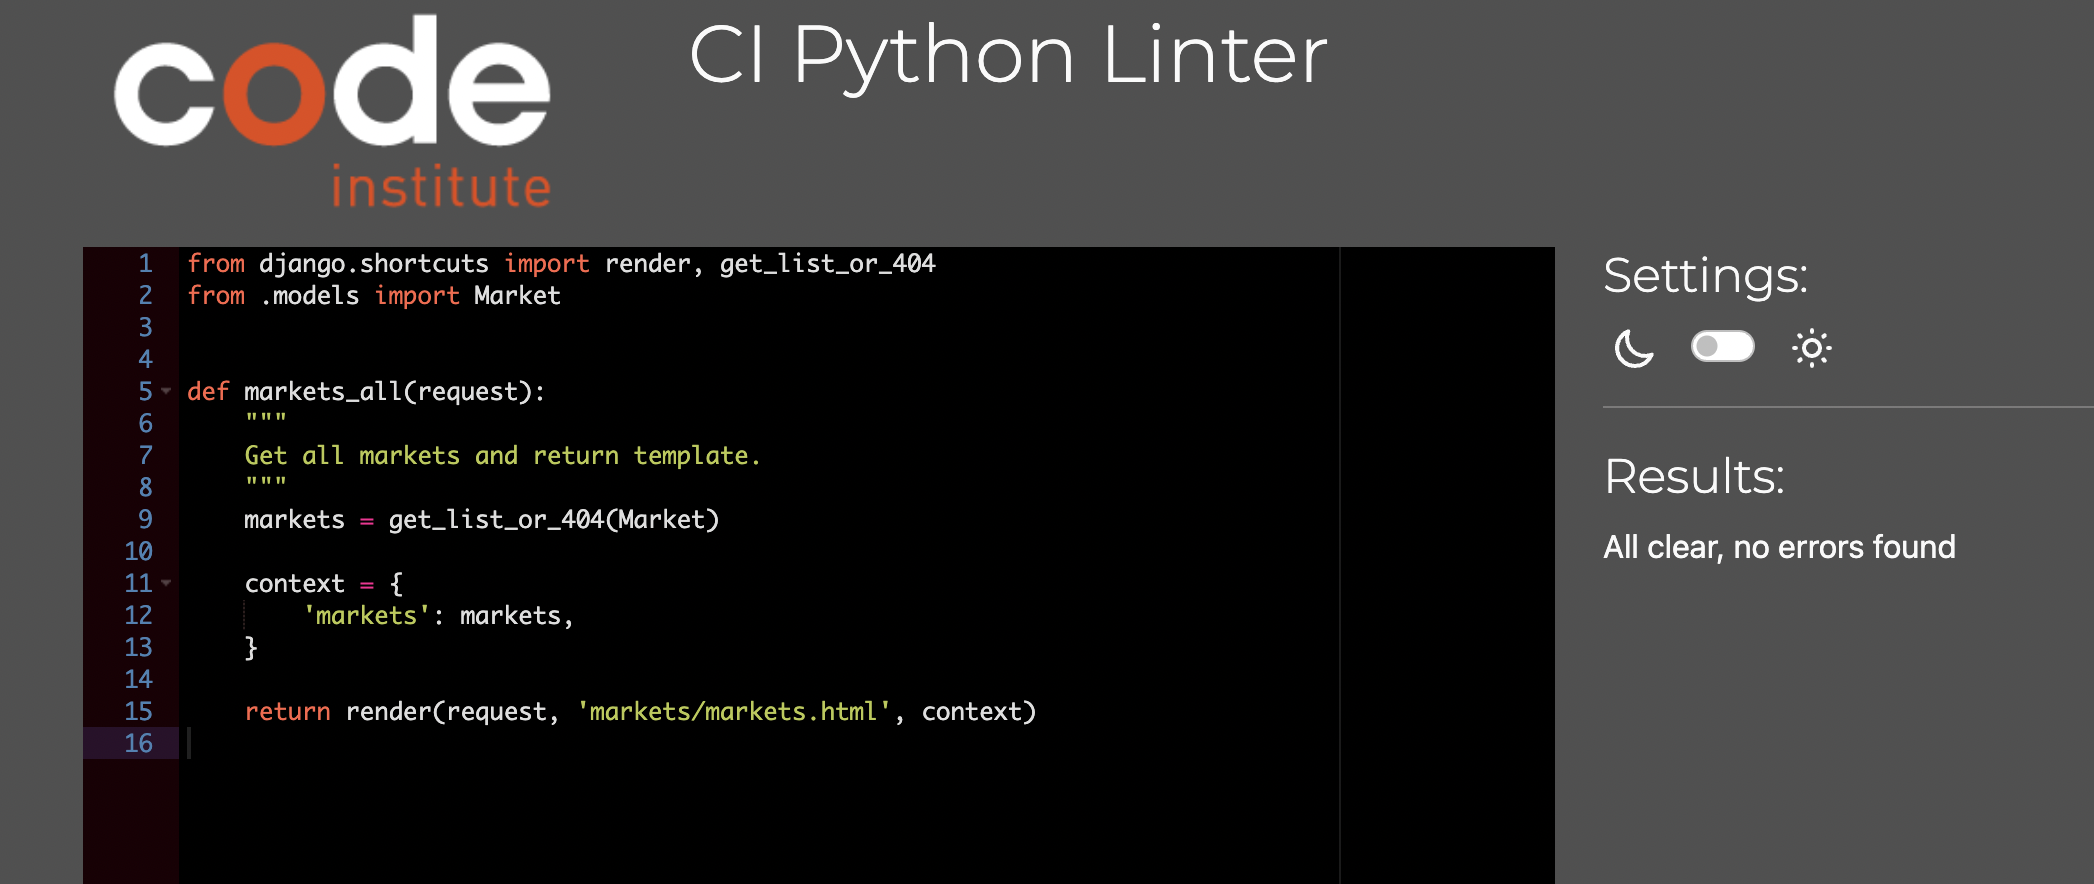 code
institute
CI Python Linter
1 from django.shortcuts import render, get_list_or_404
2 from .models import Market
3
4
5 def markets_all(request):
6     """
7     Get all markets and return template.
8     """
9     markets = get_list_or_404(Market)
10
11     context = {
12         'markets': markets,
13     }
14
15     return render(request, 'markets/markets.html', context)
16
Settings:
Results:
All clear, no errors found